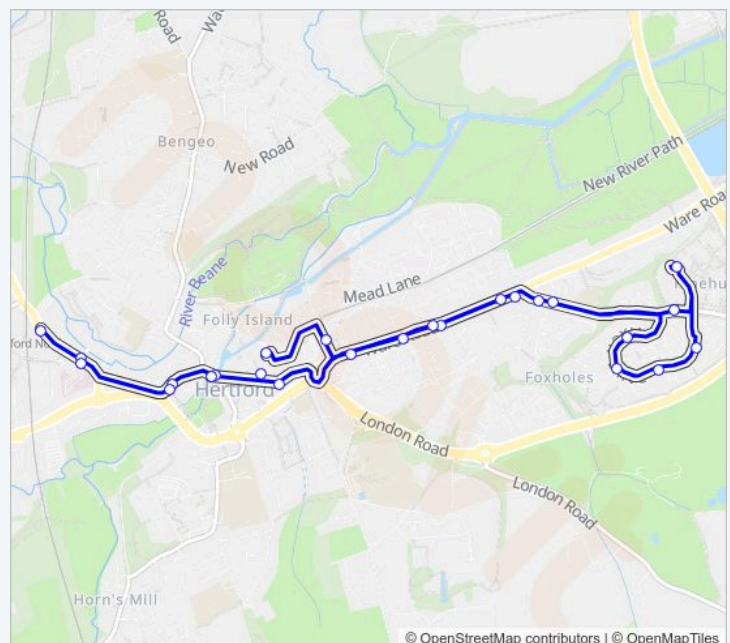 Road
Bengeo
New Road
New River Path
Ware Roa
River Beane
Mead Lane
Folly Island
Foxholes
Hertford
London Road
London Road
Horn's Mill
© OpenStreetMap contributors | © OpenMapTiles